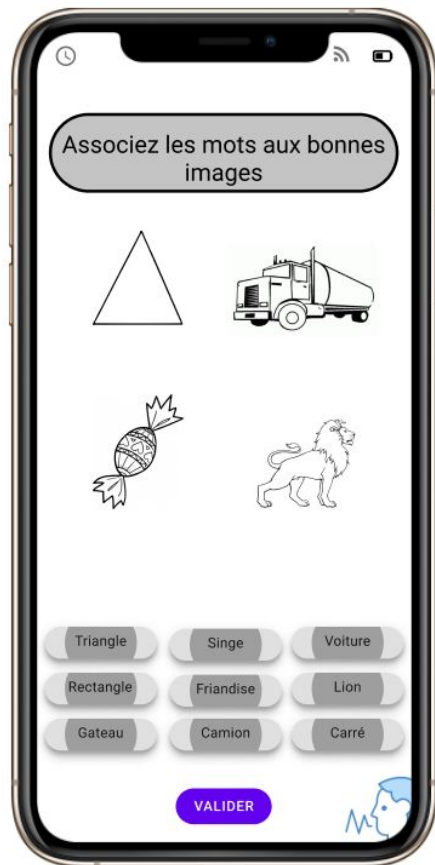 Associez les mots aux bonnes
images
Triangle
Singe
Voiture
Rectangle
Friandise
Lion
Gateau
Camion
Carré
VALIDER